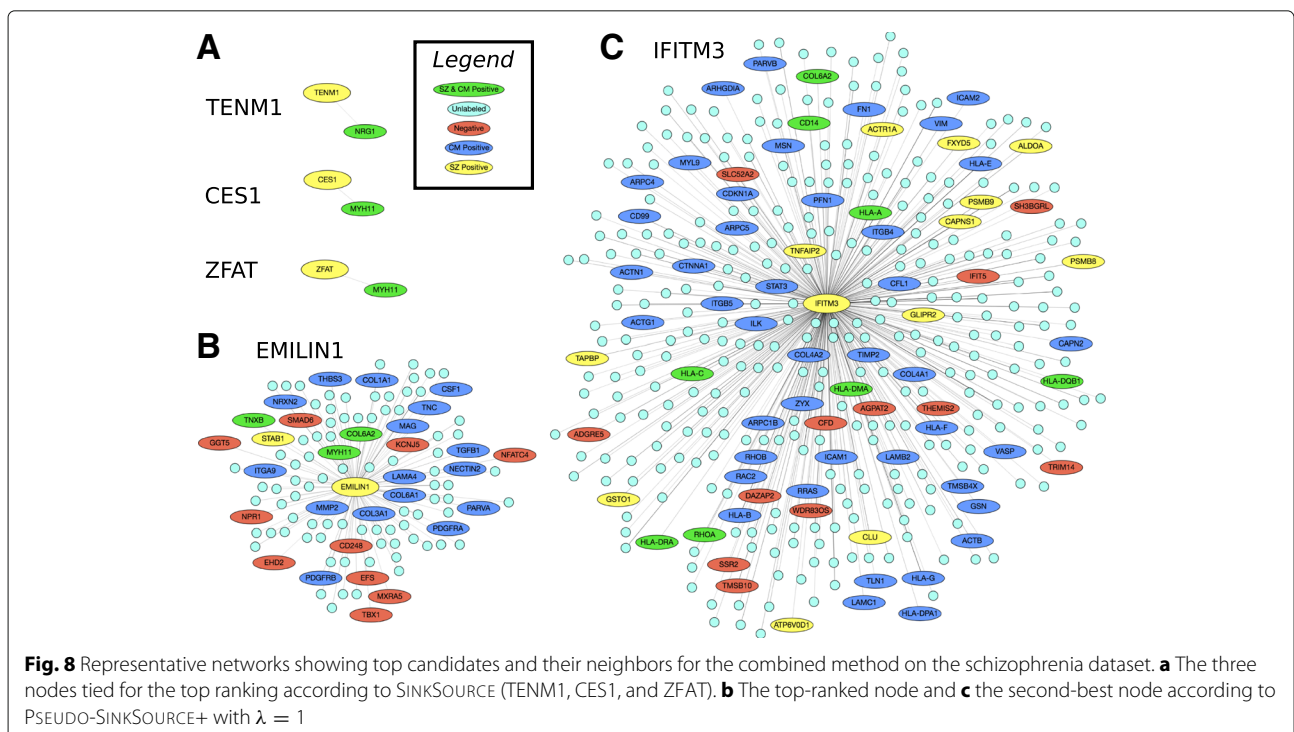 A
TENM1
TENM1
NRG1
CES1
CES1
MYH11
ZFAT
ZFAT
MYH11
Legend
SZ & CM Positive
Unlabeled
Negative
CM Positive
SZ Positive
B
EMILIN1
THBS3
COL1A1
CSF1
NRXN2
TNC
TNXB
SMAD6
MAG
COL6A2
STAB1
KCNJ5
GGT5
MYH11
TGFB1
NFATC4
NECTIN2
ITGA9
LAMA4
EMILIN1
COL6A1
MMP2
COL3A1
PARVA
NPR1
PDGFRA
CD248
EHD2
PDGFRB
EFS
MXRA5
TBX1
C
IFITM3
PARVB
COL6A2
ARHGDIA
ICAM2
FN1
CD14
VIM
ACTR1A
MSN
FXYD5
ALDOA
MYL9
HLA-E
SLC52A2
ARPC4
CDKN1A
PFN1
PSMB9
SH3BGRL
CD99
HLA-A
CAPNS1
ARPC5
ITGB4
TNFAIP2
PSMB8
CTNNA1
ACTN1
IFIT5
STAT3
CFL1
ITGB5
IFITM3
GLIPR2
ACTG1
ILK
CAPN2
TAPBP
COL4A2
TIMP2
HLA-C
COL4A1
HLA-DQB1
HLA-DMA
ZYX
AGPAT2
THEMIS2
ARPC1B
CFD
HLA-F
ADGRE5
VASP
RHOB
ICAM1
LAMB2
TRIM14
RAC2
TMSB4X
GSTO1
DAZAP2
RRAS
GSN
HLA-B
WDR83OS
HLA-DRA
RHOA
CLU
ACTB
SSR2
TMSB10
TLN1
HLA-G
LAMC1
HLA-DPA1
ATP6V0D1
Fig. 8 Representative networks showing top candidates and their neighbors for the combined method on the schizophrenia dataset. a The three
nodes tied for the top ranking according to SINKSOURCE (TENM1, CES1, and ZFAT). b The top-ranked node and c the second-best node according to
PSEUDO-SINKSOURCE+ with λ = 1